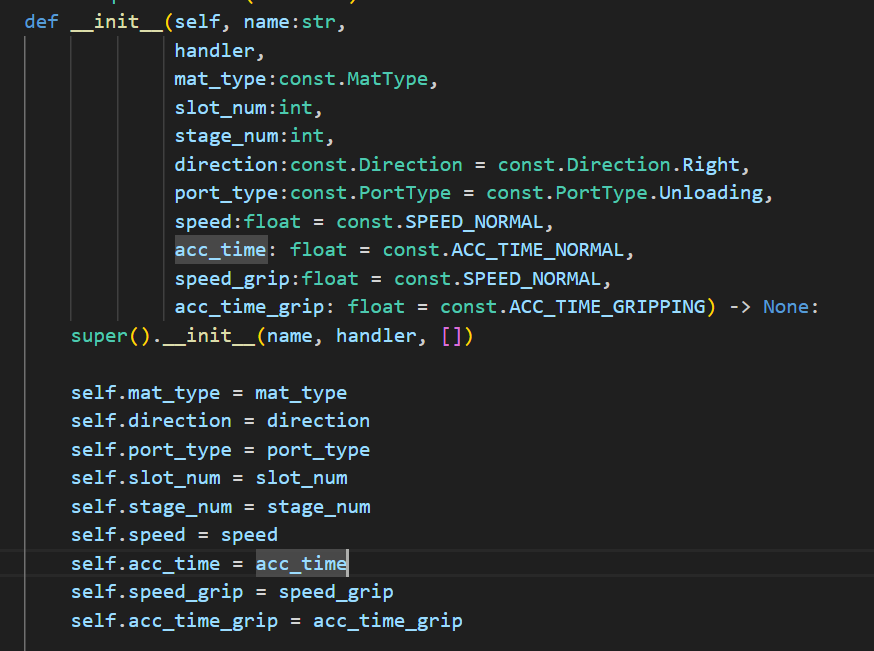 def __init__(self, name:str,
handler,
mat_type:const.MatType,
slot_num:int,
stage_num:int,
direction:const.Direction = const.Direction.Right,
port_type:const.PortType = const.PortType.Unloading,
speed:float = const.SPEED_NORMAL,
acc_time: float = const.ACC_TIME_NORMAL,
speed_grip:float = const.SPEED_NORMAL,
acc_time_grip: float = const.ACC_TIME_GRIPPING) -> None:
super().__init__(name, handler, [])
self.mat_type = mat_type
self.direction = direction
self.port_type = port_type
self.slot_num = slot_num
self.stage_num = stage_num
self.speed = speed
self.acc_time = acc_time
self.speed_grip = speed_grip
self.acc_time_grip = acc_time_grip